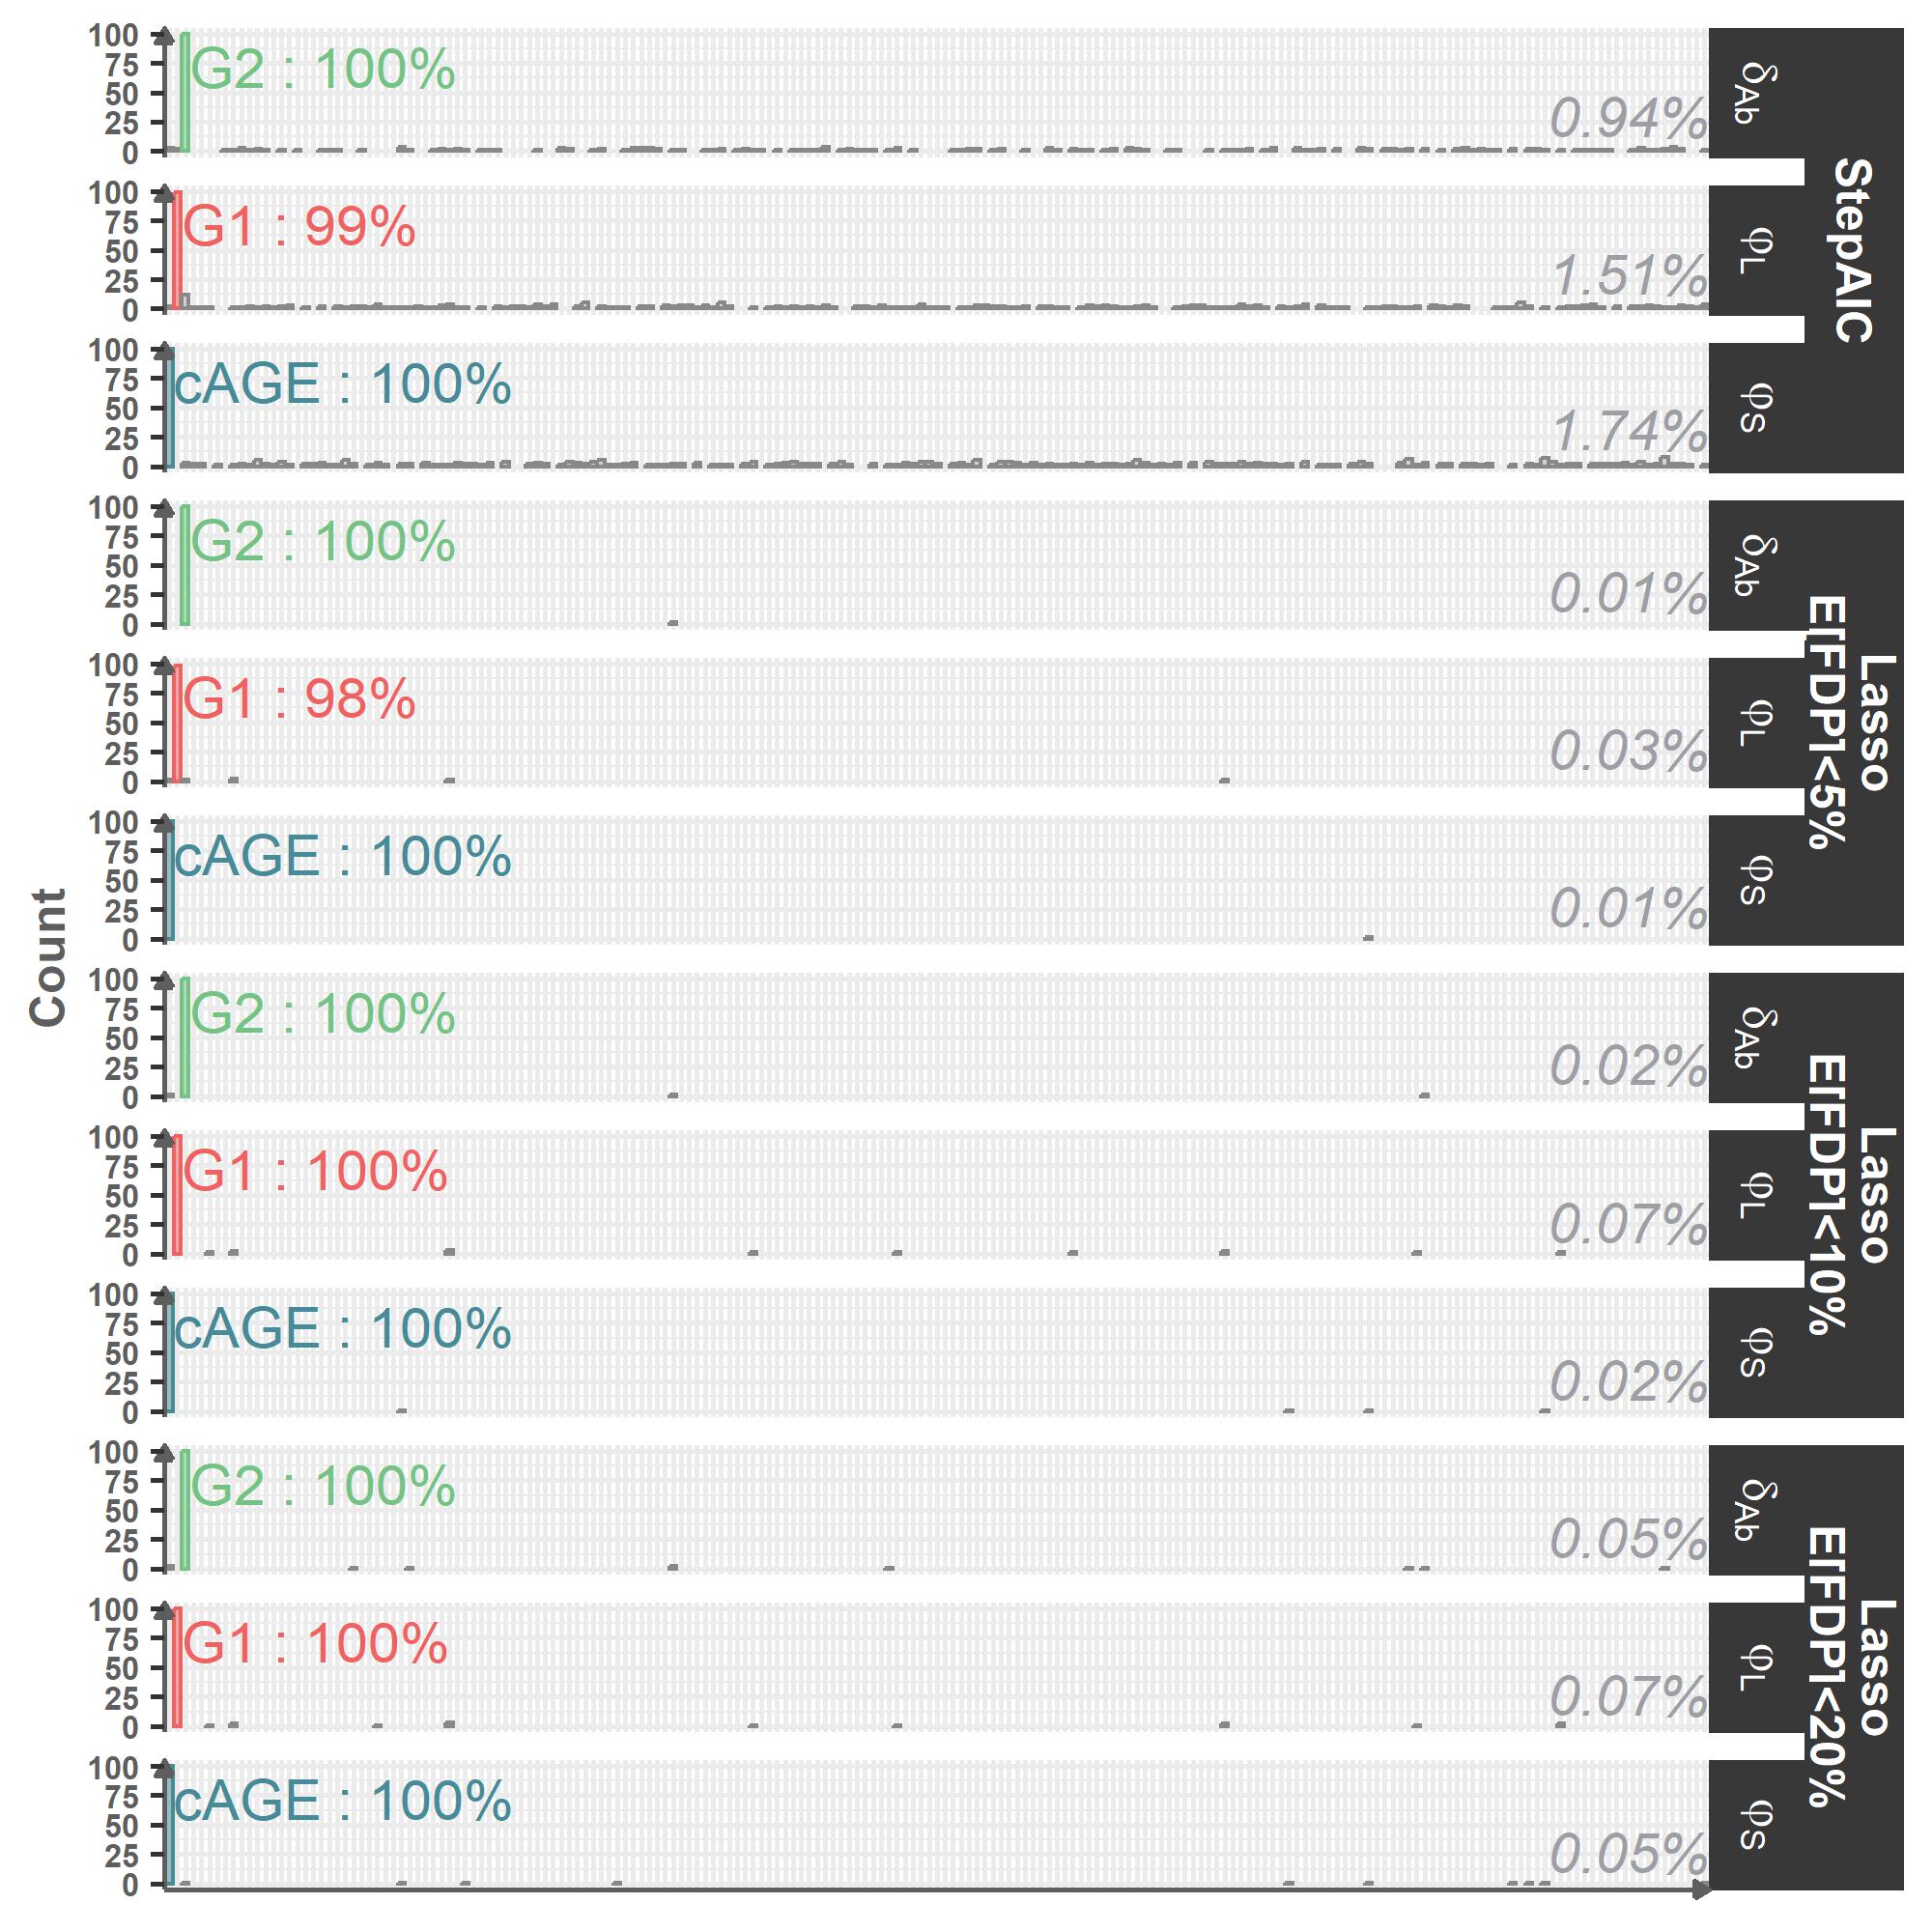 Count
100
75
50
25
0
G2 : 100%
0.94%
δAb
StepAIC
100
75
50
25
0
G1 : 99%
1.51%
φL
100
75
50
25
0
cAGE : 100%
1.74%
φS
100
75
50
25
0
G2 : 100%
0.01%
δAb
Lasso
E[FDP]<5%
100
75
50
25
0
G1 : 98%
0.03%
φL
100
75
50
25
0
cAGE : 100%
0.01%
φS
100
75
50
25
0
G2 : 100%
0.02%
δAb
Lasso
E[FDP]<10%
100
75
50
25
0
G1 : 100%
0.07%
φL
100
75
50
25
0
cAGE : 100%
0.02%
φS
100
75
50
25
0
G2 : 100%
0.05%
δAb
Lasso
E[FDP]<20%
100
75
50
25
0
G1 : 100%
0.07%
φL
100
75
50
25
0
cAGE : 100%
0.05%
φS